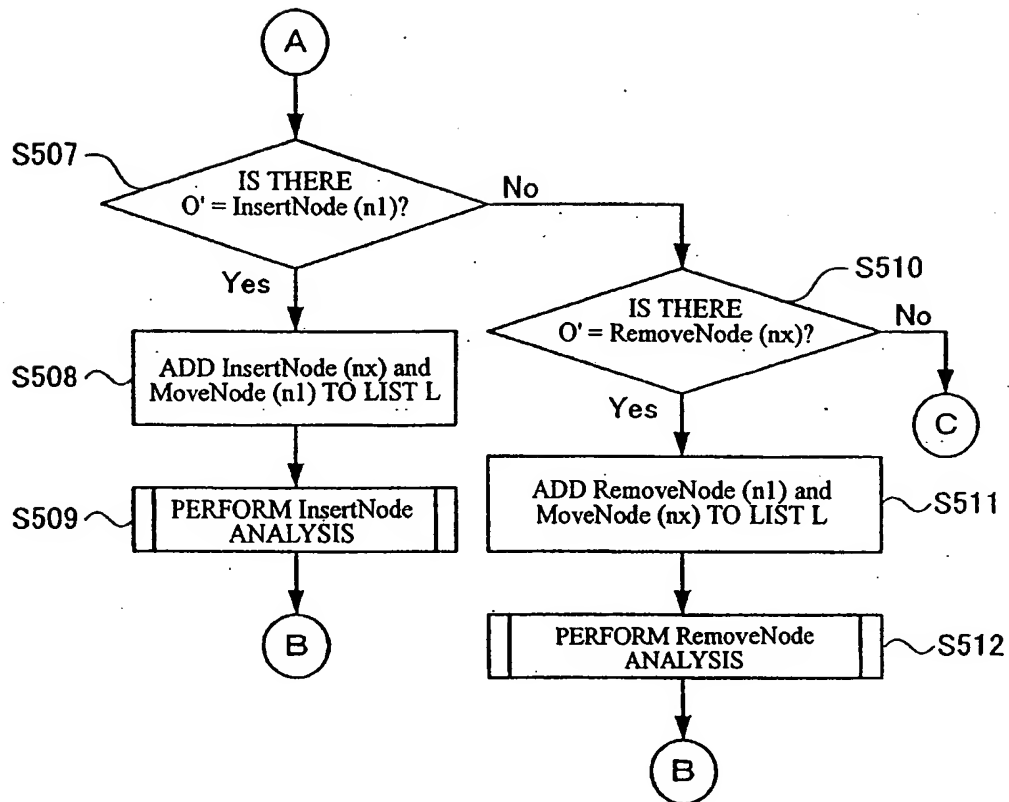 A
S507
IS THERE
O' = InsertNode (n1)?
No
Yes
S510
IS THERE
O' = RemoveNode (nx)?
No
Yes
C
S508
ADD InsertNode (nx) and
MoveNode (n1) TO LIST L
S509
PERFORM InsertNode
ANALYSIS
B
ADD RemoveNode (n1) and
MoveNode (nx) TO LIST L
S511
PERFORM RemoveNode
ANALYSIS
S512
B